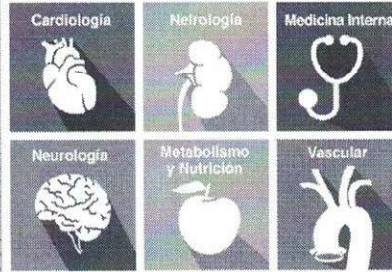 Cardiología
Nefrología
Medicina Interna
Neurología
Metabolismo
y Nutrición
Vascular